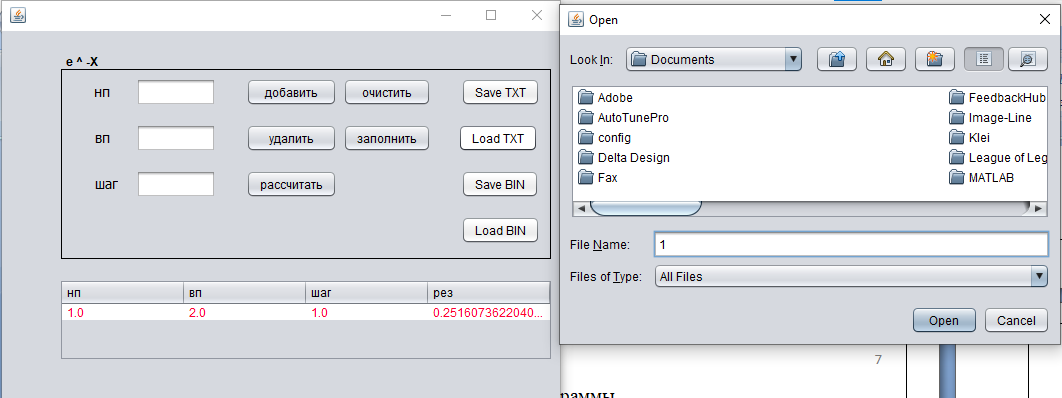 e ^ -X
нп
добавить
очистить
Save TXT
вп
удалить
заполнить
Load TXT
шаг
рассчитать
Save BIN
Load BIN
нп вп шаг рез
1.0 2.0 1.0 0.2516073622040...
Open
Look In:
Documents
Adobe
AutoTunePro
config
Delta Design
Fax
FeedbackHub
Image-Line
Klei
League of Leg
MATLAB
File Name:
1
Files of Type:
All Files
Open
Cancel
7
раммы